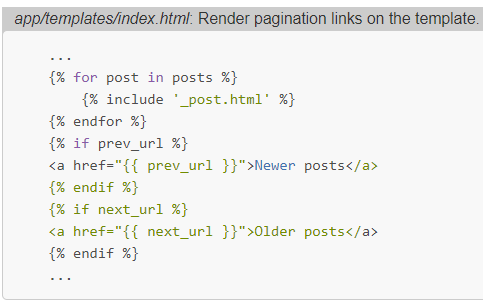 app/templates/index.html: Render pagination links on the template.
...
{% for post in posts %}
    {% include '_post.html' %}
{% endfor %}
{% if prev_url %}
<a href="{{ prev_url }}">Newer posts</a>
{% endif %}
{% if next_url %}
<a href="{{ next_url }}">Older posts</a>
{% endif %}
...